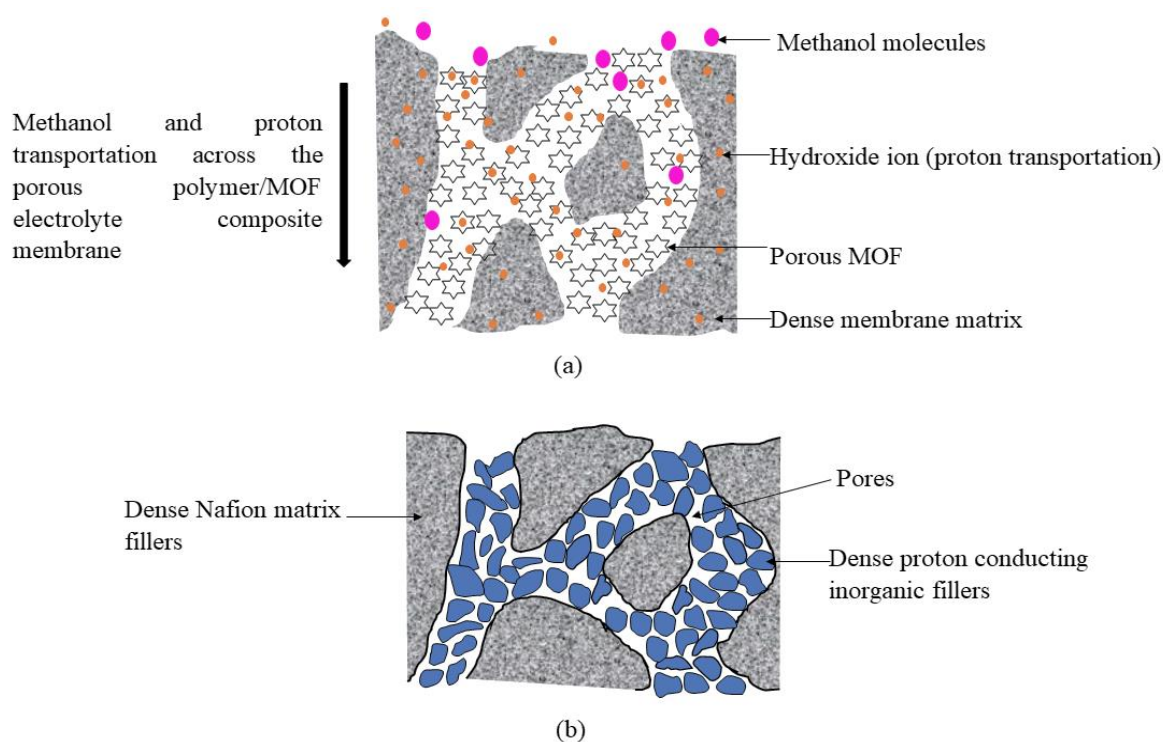 Methanol molecules
Methanol and proton
transportation across the
porous polymer/MOF
electrolyte composite
membrane
Hydroxide ion (proton transportation)
Porous MOF
Dense membrane matrix
(a)
Dense Nafion matrix
fillers
Pores
Dense proton conducting
inorganic fillers
(b)